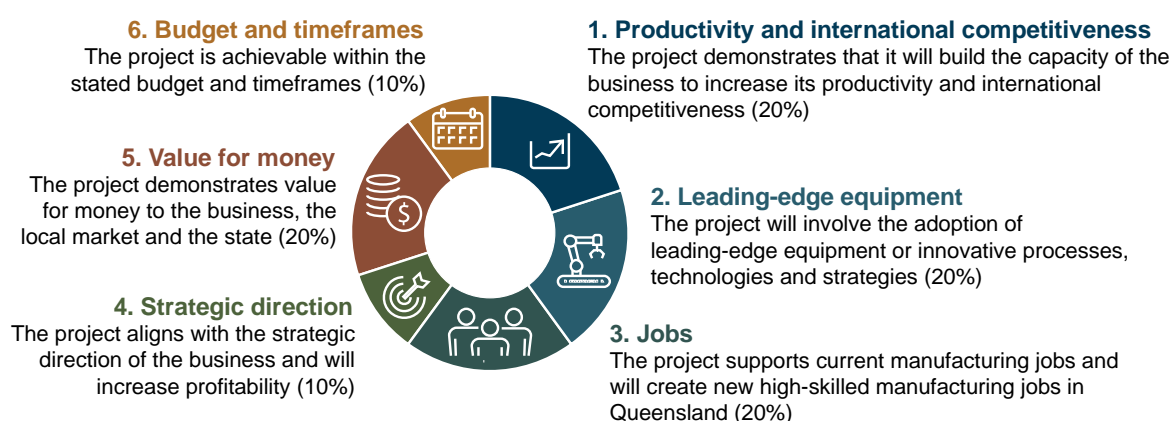 1. Productivity and international competitiveness
The project demonstrates that it will build the capacity of the
business to increase its productivity and international
competitiveness (20%)
2. Leading-edge equipment
The project will involve the adoption of
leading-edge equipment or innovative processes,
technologies and strategies (20%)
3. Jobs
The project supports current manufacturing jobs and
will create new high-skilled manufacturing jobs in
Queensland (20%)
4. Strategic direction
The project aligns with the strategic
direction of the business and will
increase profitability (10%)
5. Value for money
The project demonstrates value
for money to the business, the
local market and the state (20%)
6. Budget and timeframes
The project is achievable within the
stated budget and timeframes (10%)
$